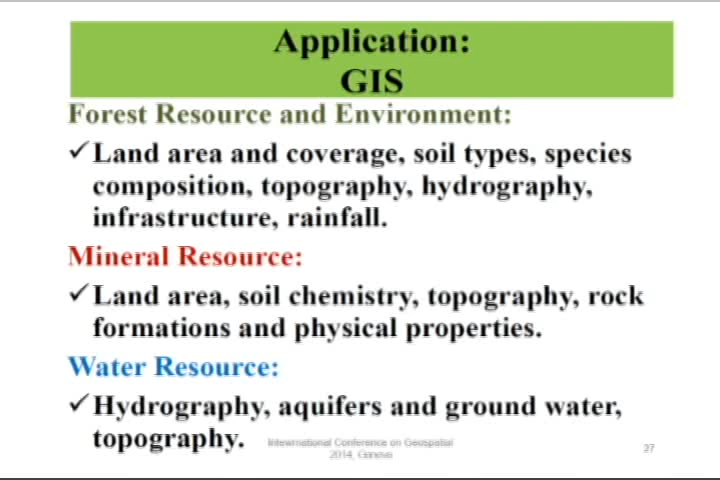 Application:
GIS
Forest Resource and Environment:
✓Land area and coverage, soil types, species
composition, topography, hydrography,
infrastructure, rainfall.
Mineral Resource:
✓Land area, soil chemistry, topography, rock
formations and physical properties.
Water Resource:
✓Hydrography, aquifers and ground water,
topography.
International Conference on Geospatial
2014, Geneva
37